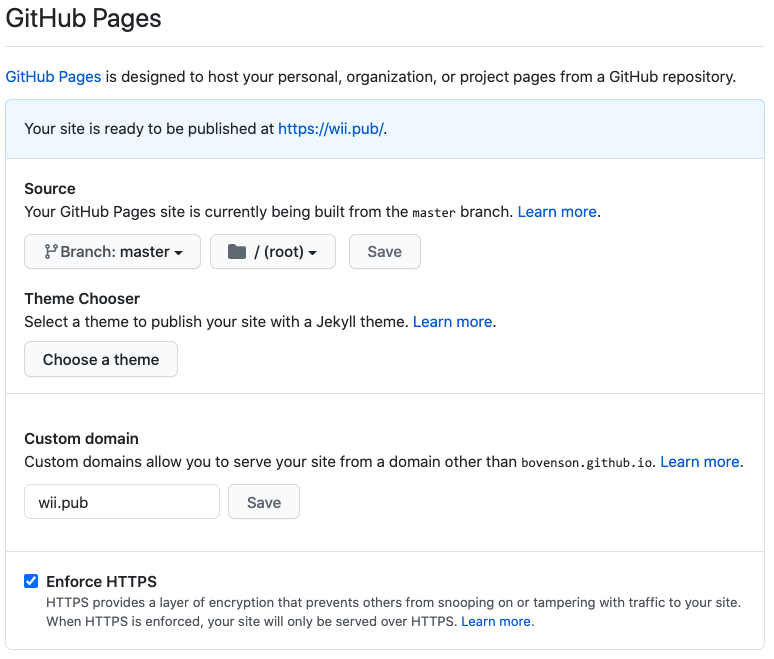 GitHub Pages
GitHub Pages is designed to host your personal, organization, or project pages from a GitHub repository.
Your site is ready to be published at https://wii.pub/.
Source
Your GitHub Pages site is currently being built from the master branch. Learn more.
Branch: master / (root) Save
Theme Chooser
Select a theme to publish your site with a Jekyll theme. Learn more.
Choose a theme
Custom domain
Custom domains allow you to serve your site from a domain other than bovenson.github.io. Learn more.
wii.pub Save
Enforce HTTPS
HTTPS provides a layer of encryption that prevents others from snooping on or tampering with traffic to your site.
When HTTPS is enforced, your site will only be served over HTTPS. Learn more.